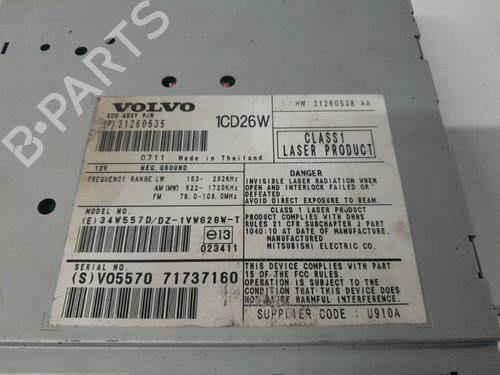 B-PARTS
VOLVO
ECU ASSY P/N
(P) 31260535
1CD26W
HW: 31260538 AA
CLASS1
LASER PRODUCT
0711 Made in Thailand
12V NEG.GROUND
FREQUENCY RANGE LW 153- 282KHz
AM(MW) 522- 1720KHz
FM 76.0-108.0MHz
MODEL NO.
(E) 34W557D/DZ-1VW626W-T
e13
023411
SERIAL NO.
(S) V05570 71737160
DANGER
INVISIBLE LASER RADIATION WHEN
OPEN AND INTERLOCK FAILED OR
DEFEATED.
AVOID DIRECT EXPOSURE TO BEAM.
CLASS 1 LASER PRODUCT
PRODUCT COMPLIES WITH DHHS
RULES 21 CFR SUBCHAPTER J PART
1040:10 AT DATE OF MANUFACTURE.
MANUFACTURED
MITSUBISHI ELECTRIC CO.
THIS DEVICE COMPLIES WITH PART
15 OF THE FCC RULES.
OPERATION IS SUBJECT TO THE
CONDITION THAT THIS DEVICE DOES
NOT CAUSE HARMFUL INTERFERENCE.
SUPPLIER CODE : U910A